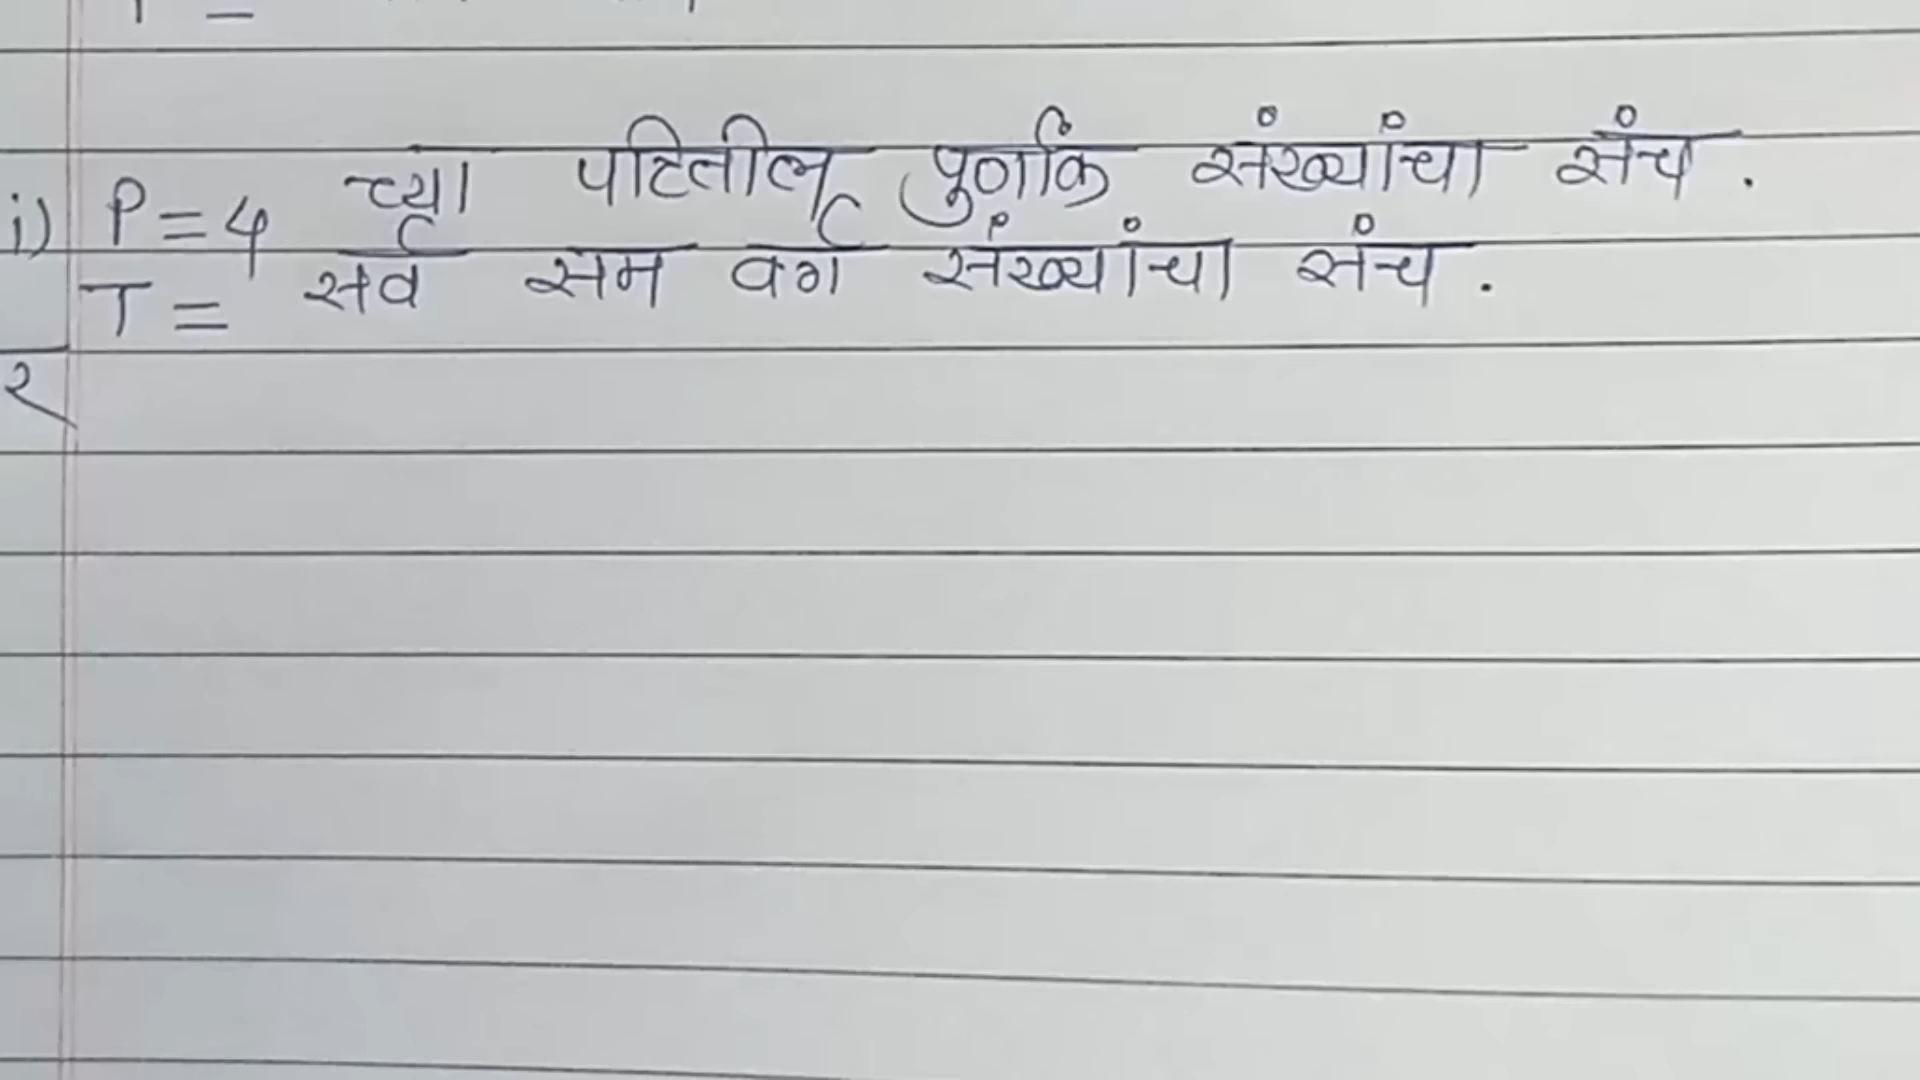 i) P = 4 च्या पटितील पुर्णांक संख्यांचा संच .
T = सर्व सम वर्ग संख्यांचा संच .
२